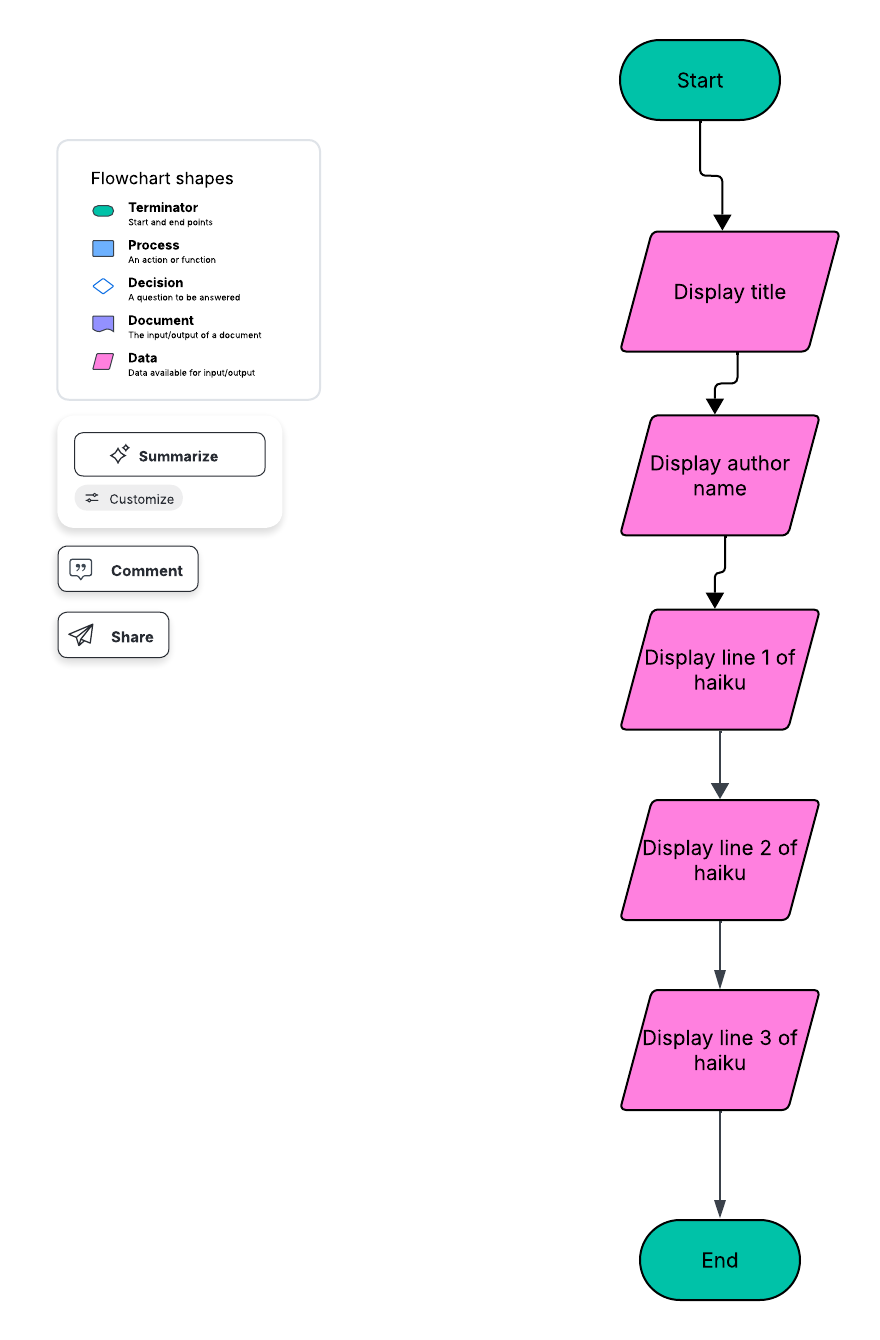 Flowchart shapes
Terminator
Start and end points
Process
An action or function
Decision
A question to be answered
Document
The input/output of a document
Data
Data available for input/output
Summarize
Customize
Comment
Share
Start
Display title
Display author
name
Display line 1 of
haiku
Display line 2 of
haiku
Display line 3 of
haiku
End